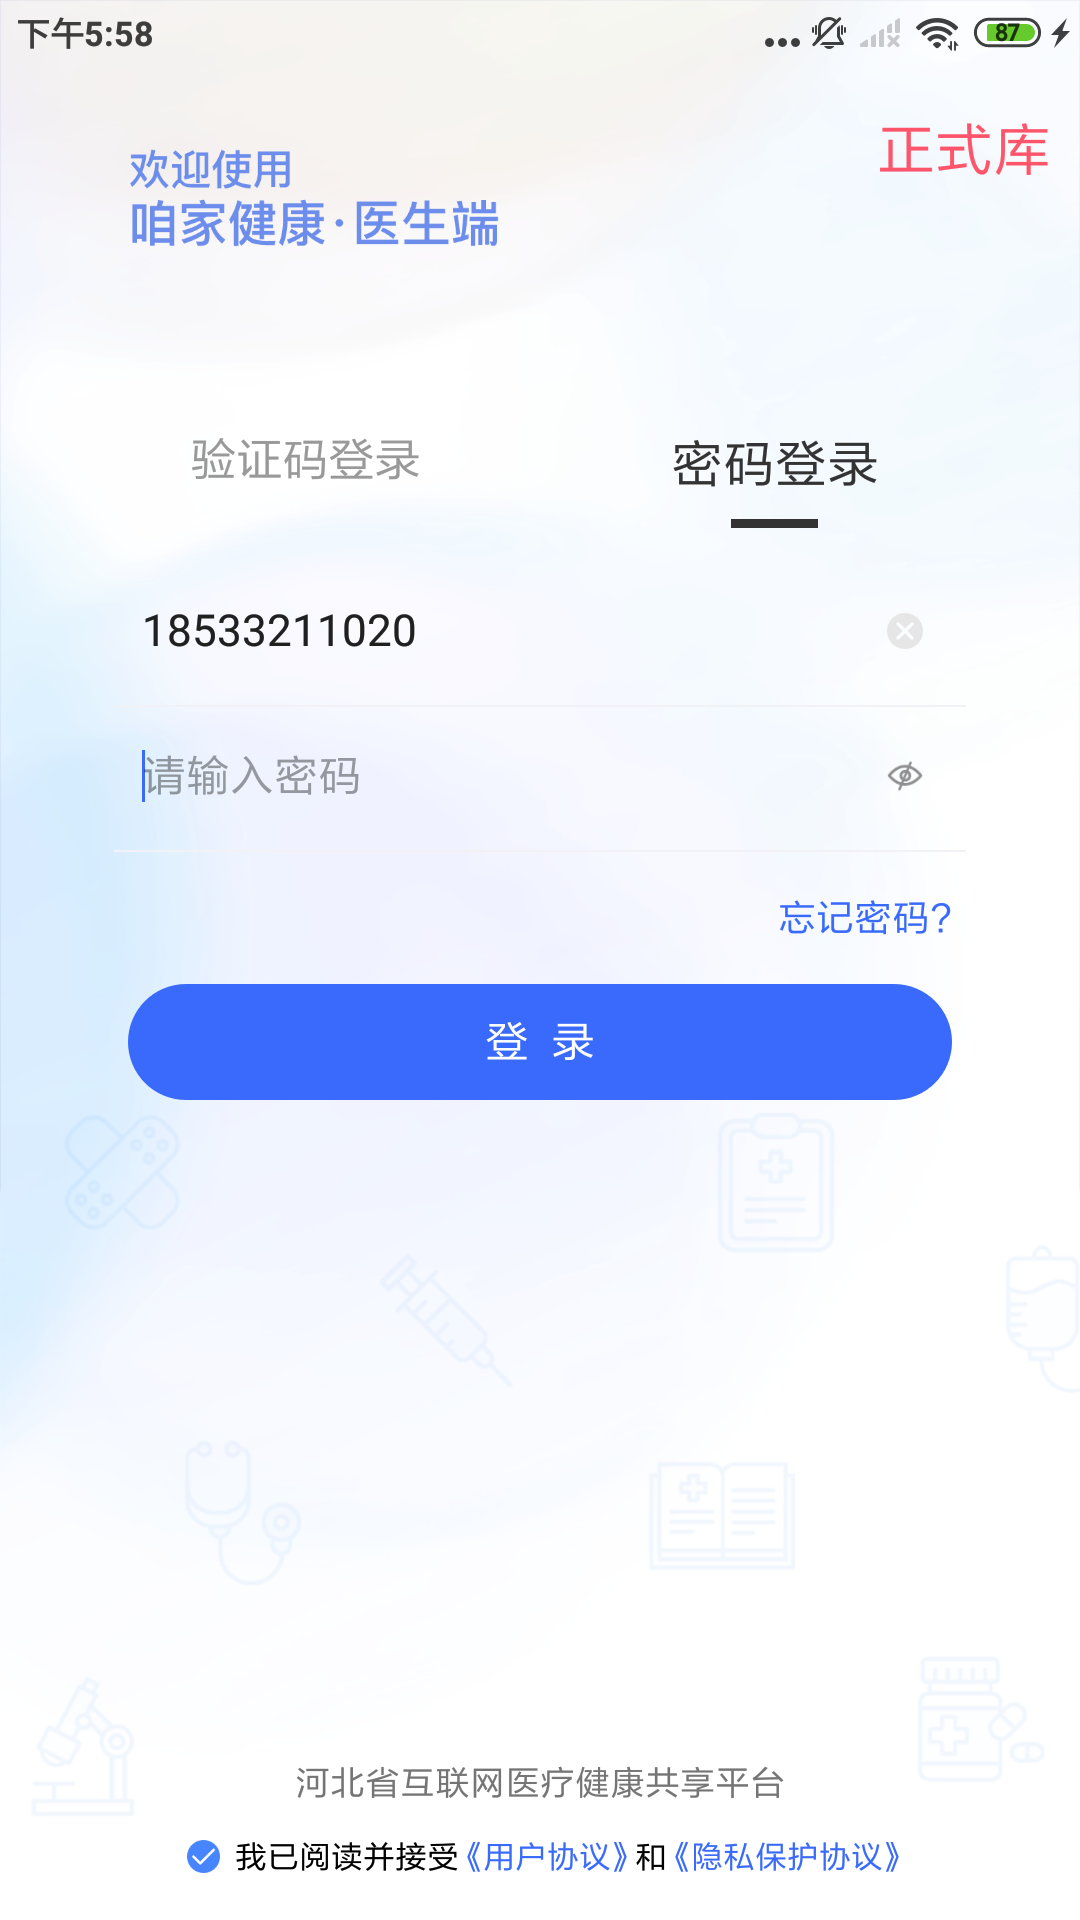 下午5:58
87
正式库
欢迎使用
咱家健康·医生端
验证码登录
密码登录
18533211020
请输入密码
忘记密码?
登 录
河北省互联网医疗健康共享平台
我已阅读并接受《用户协议》和《隐私保护协议》